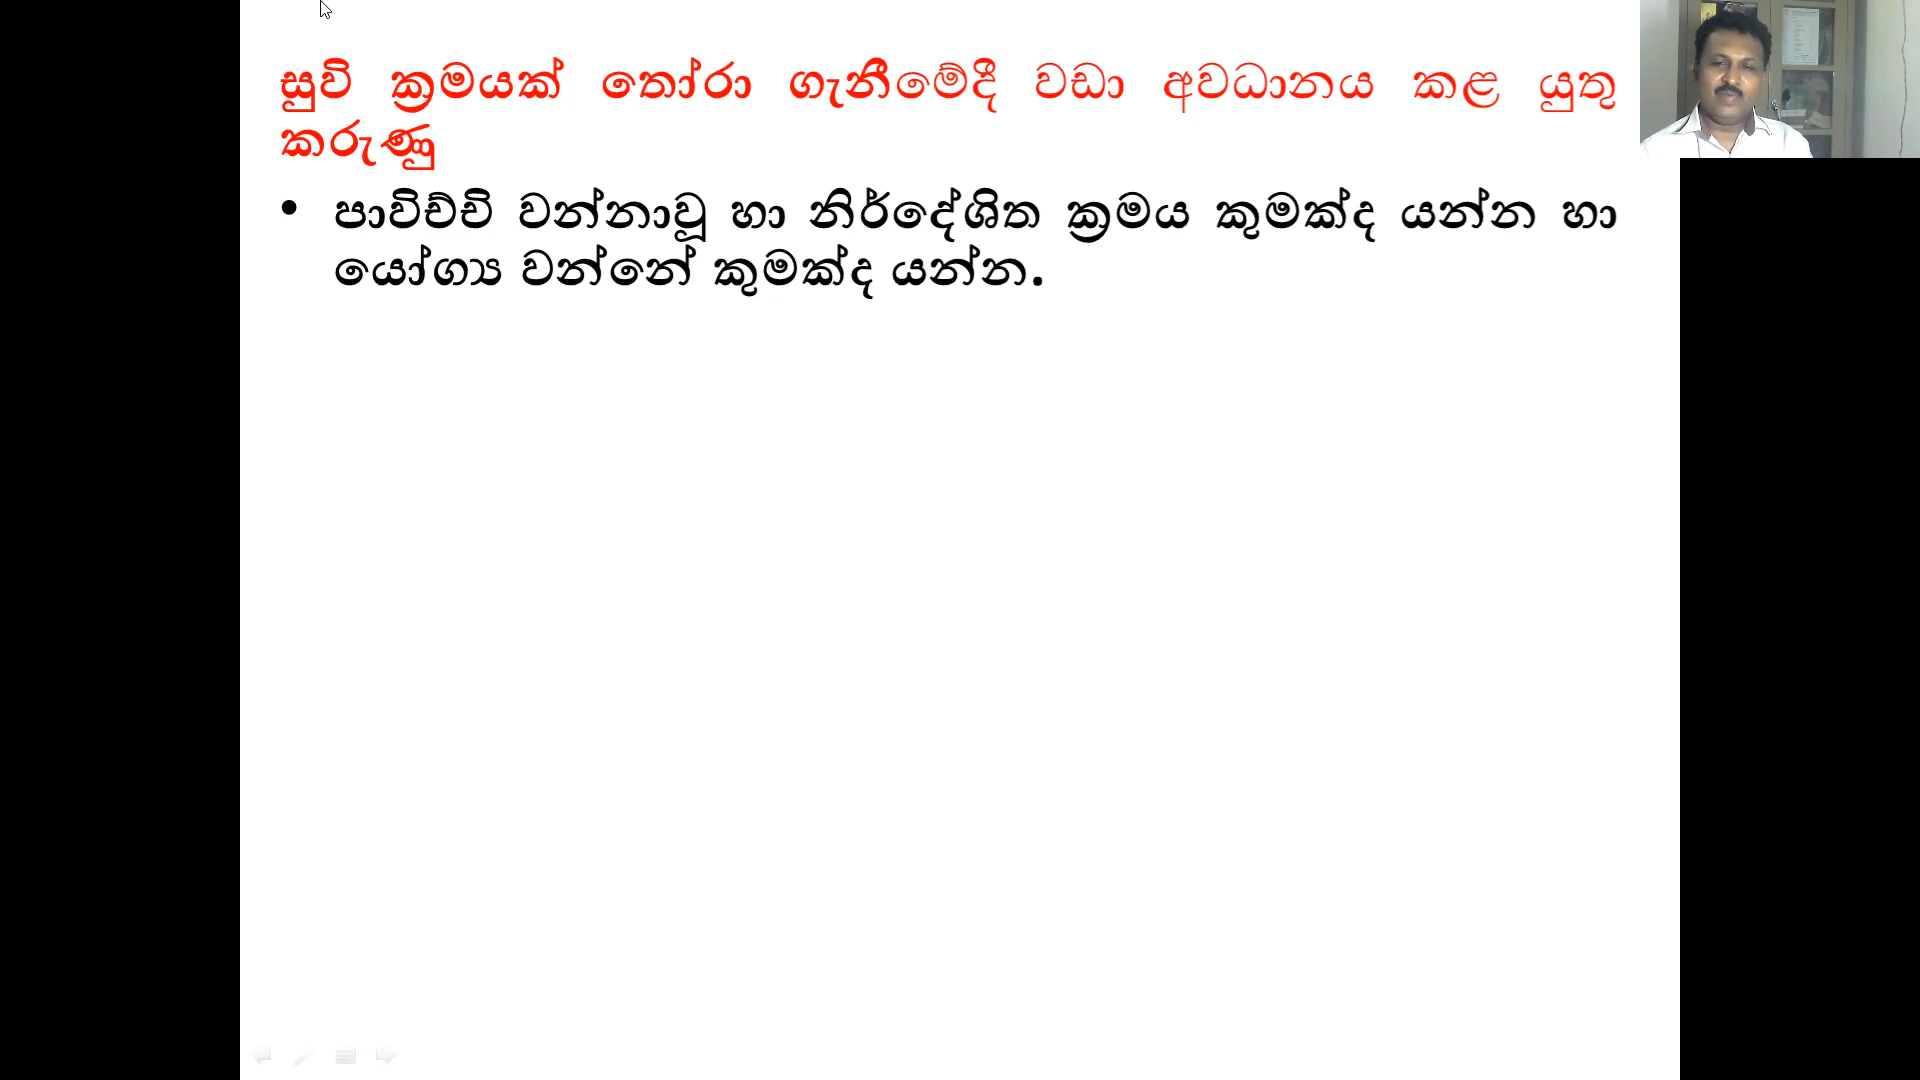 සුවි ක්‍රමයක් තෝරා ගැනීමේදී වඩා අවධානය කළ යුතු
කරුණු
• පාවිච්චි වන්නාවූ හා නිර්දේශිත ක්‍රමය කුමක්ද යන්න හා
යෝග්‍ය වන්නේ කුමක්ද යන්න.